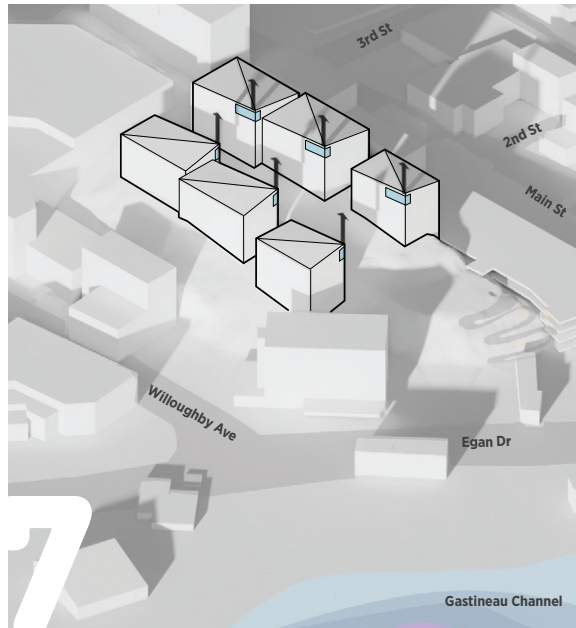 3rd St
2nd St
Main St
Willoughby Ave
Egan Dr
7
Gastineau Channel